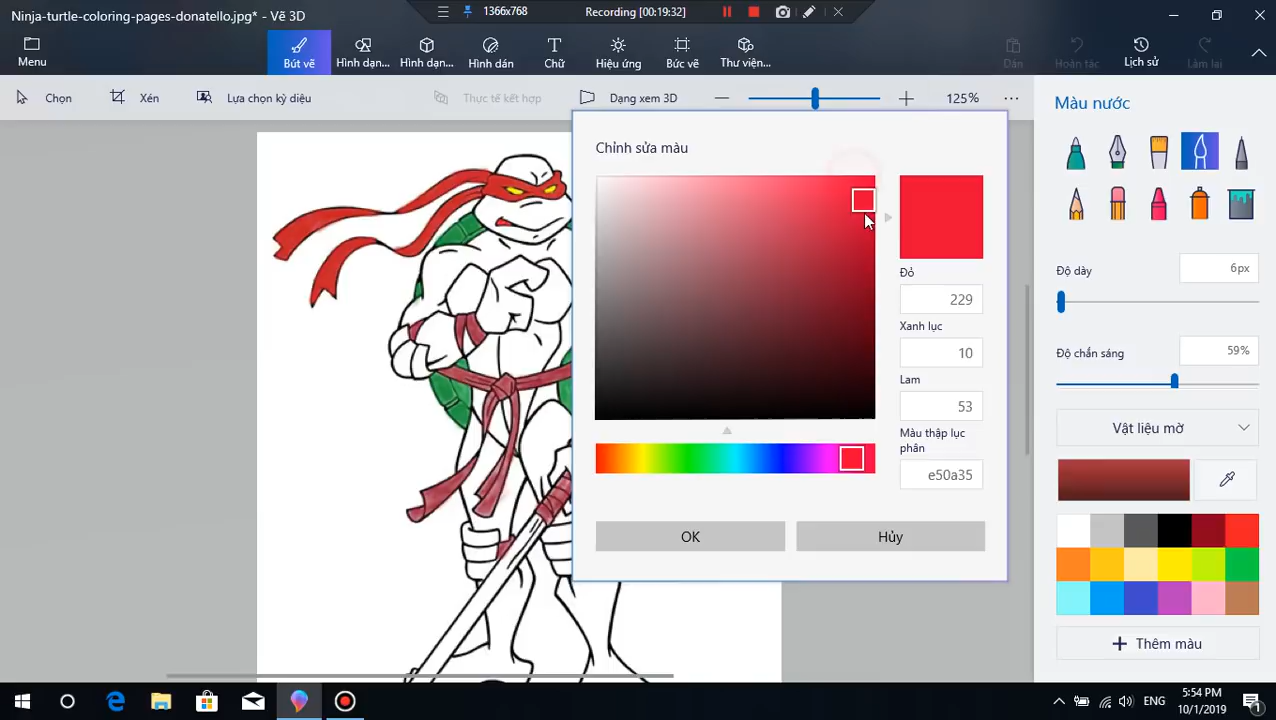 Ninja-turtle-coloring-pages-donatello.jpg* - Vẽ 3D
1366x768
Recording [00:19:32]
Menu
Bút vẽ
Hình dạn...
Hình dạn...
Hình dán
Chữ
Hiệu ứng
Bức vẽ
Thư viện...
Dán
Hoàn tác
Lịch sử
Làm lại
Chọn
Xén
Lựa chọn kỳ diệu
Thực tế kết hợp
Dạng xem 3D
125%
Màu nước
Chỉnh sửa màu
Đỏ
229
Xanh lục
10
Lam
53
Màu thập lục
phân
e50a35
OK
Hủy
Độ dày
6px
Độ chắn sáng
59%
Vật liệu mờ
Thêm màu
ENG
5:54 PM
10/1/2019
1